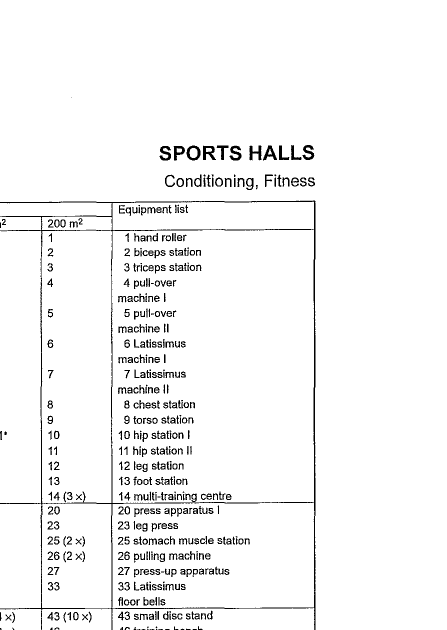 SPORTS HALLS
Conditioning, Fitness
Equipment list
m² 200 m²
1 1 hand roller
2 2 biceps station
3 3 triceps station
4 4 pull-over
machine I
5 5 pull-over
machine II
6 6 Latissimus
machine I
7 7 Latissimus
machine II
8 8 chest station
9 9 torso station
1* 10 10 hip station I
11 11 hip station II
12 12 leg station
13 13 foot station
14 (3 x) 14 multi-training centre
20 20 press apparatus I
23 23 leg press
25 (2 x) 25 stomach muscle station
26 (2 x) 26 pulling machine
27 27 press-up apparatus
33 33 Latissimus
floor bells
x) 43 (10 x) 43 small disc stand